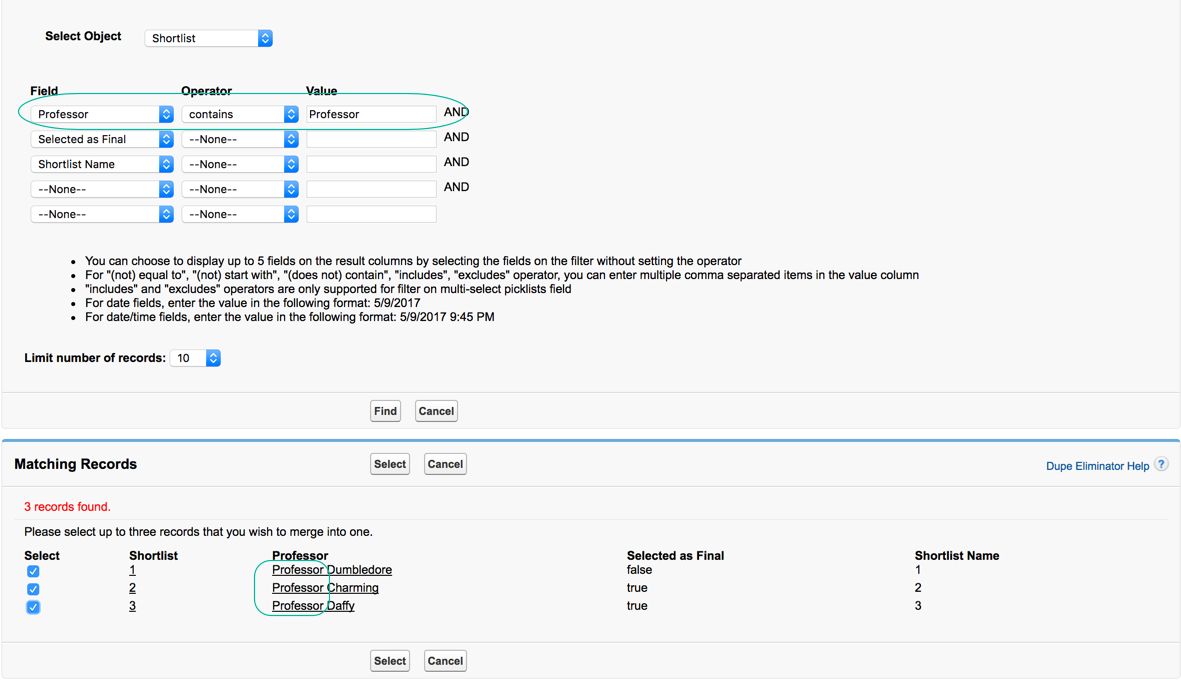 Select Object Shortlist
Field Operator Value
Professor contains Professor AND
Selected as Final --None-- AND
Shortlist Name --None-- AND
--None-- --None-- AND
--None-- --None--
• You can choose to display up to 5 fields on the result columns by selecting the fields on the filter without setting the operator
• For "(not) equal to", "(not) start with", "(does not) contain", "includes", "excludes" operator, you can enter multiple comma separated items in the value column
• "includes" and "excludes" operators are only supported for filter on multi-select picklists field
• For date fields, enter the value in the following format: 5/9/2017
• For date/time fields, enter the value in the following format: 5/9/2017 9:45 PM
Limit number of records: 10
Find Cancel
Matching Records Select Cancel Dupe Eliminator Help ?
3 records found.
Please select up to three records that you wish to merge into one.
Select Shortlist Professor Selected as Final Shortlist Name
1 Professor Dumbledore false 1
2 Professor Charming true 2
3 Professor Daffy true 3
Select Cancel